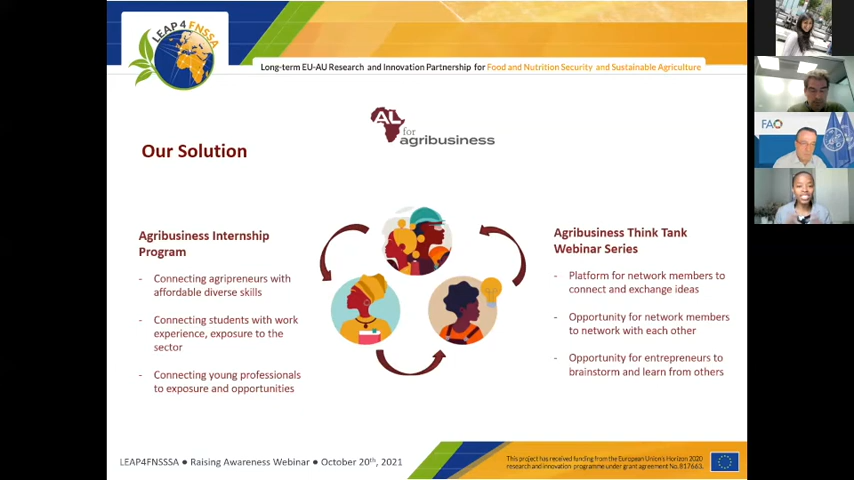 LEAP 4 FNSSA
Long-term EU-AU Research and Innovation Partnership for Food and Nutrition Security and Sustainable Agriculture
AL
for
agribusiness
Our Solution
Agribusiness Internship
Program
- Connecting agripreneurs with
affordable diverse skills
- Connecting students with work
experience, exposure to the
sector
- Connecting young professionals
to exposure and opportunities
Agribusiness Think Tank
Webinar Series
- Platform for network members to
connect and exchange ideas
- Opportunity for network members
to network with each other
- Opportunity for entrepreneurs to
brainstorm and learn from others
LEAP4FNSSSA ● Raising Awareness Webinar ● October 20th, 2021
This project has received funding from the European Union's Horizon 2020
research and innovation programme under grant agreement No. 817663.
FAO